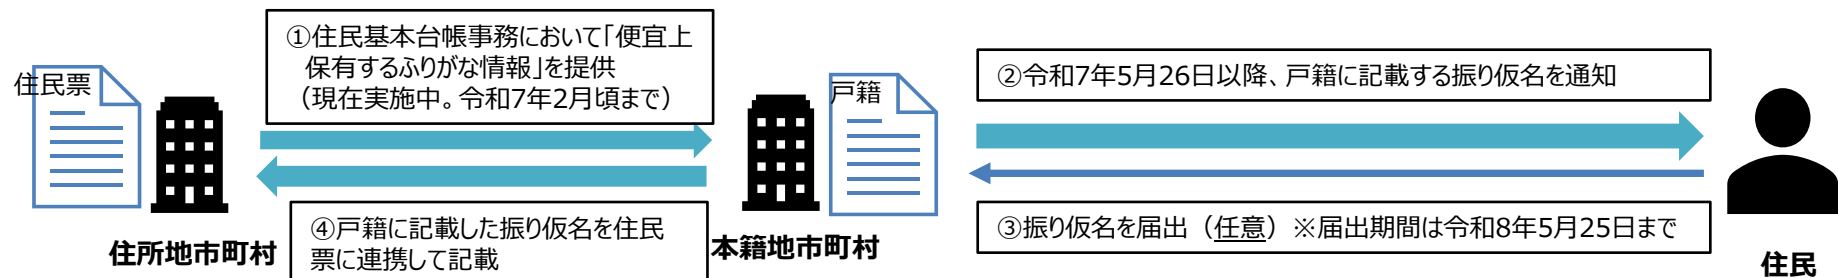 住民票
①住民基本台帳事務において「便宜上
保有するふりがな情報」を提供
（現在実施中。令和7年2月頃まで）
戸籍
②令和7年5月26日以降、戸籍に記載する振り仮名を通知
④戸籍に記載した振り仮名を住民
票に連携して記載
③振り仮名を届出（任意）※届出期間は令和8年5月25日まで
住所地市町村
本籍地市町村
住民